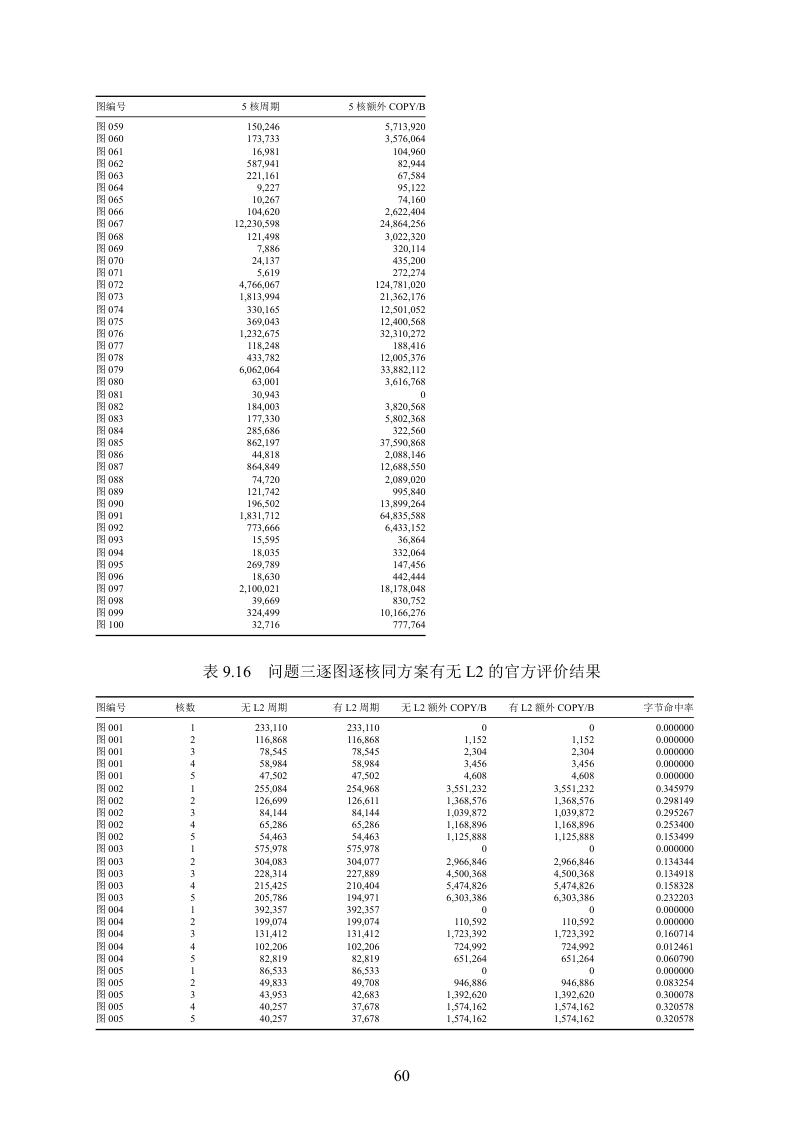 图编号 5 核周期 5 核额外 COPY/B
图 059 150,246 5,713,920
图 060 173,733 3,576,064
图 061 16,981 104,960
图 062 587,941 82,944
图 063 221,161 67,584
图 064 9,227 95,122
图 065 10,267 74,160
图 066 104,620 2,622,404
图 067 12,230,598 24,864,256
图 068 121,498 3,022,320
图 069 7,886 320,114
图 070 24,137 435,200
图 071 5,619 272,274
图 072 4,766,067 124,781,020
图 073 1,813,994 21,362,176
图 074 330,165 12,501,052
图 075 369,043 12,400,568
图 076 1,232,675 32,310,272
图 077 118,248 188,416
图 078 433,782 12,005,376
图 079 6,062,064 33,882,112
图 080 63,001 3,616,768
图 081 30,943 0
图 082 184,003 3,820,568
图 083 177,330 5,802,368
图 084 285,686 322,560
图 085 862,197 37,590,868
图 086 44,818 2,088,146
图 087 864,849 12,688,550
图 088 74,720 2,089,020
图 089 121,742 995,840
图 090 196,502 13,899,264
图 091 1,831,712 64,835,588
图 092 773,666 6,433,152
图 093 15,595 36,864
图 094 18,035 332,064
图 095 269,789 147,456
图 096 18,630 442,444
图 097 2,100,021 18,178,048
图 098 39,669 830,752
图 099 324,499 10,166,276
图 100 32,716 777,764
表 9.16 问题三逐图逐核同方案有无 L2 的官方评价结果
图编号 核数 无 L2 周期 有 L2 周期 无 L2 额外 COPY/B 有 L2 额外 COPY/B 字节命中率
图 001 1 233,110 233,110 0 0 0.000000
图 001 2 116,868 116,868 1,152 1,152 0.000000
图 001 3 78,545 78,545 2,304 2,304 0.000000
图 001 4 58,984 58,984 3,456 3,456 0.000000
图 001 5 47,502 47,502 4,608 4,608 0.000000
图 002 1 255,084 254,968 3,551,232 3,551,232 0.345979
图 002 2 126,699 126,611 1,368,576 1,368,576 0.298149
图 002 3 84,144 84,144 1,039,872 1,039,872 0.295267
图 002 4 65,286 65,286 1,168,896 1,168,896 0.253400
图 002 5 54,463 54,463 1,125,888 1,125,888 0.153499
图 003 1 575,978 575,978 0 0 0.000000
图 003 2 304,083 304,077 2,966,846 2,966,846 0.134344
图 003 3 228,314 227,889 4,500,368 4,500,368 0.134918
图 003 4 215,425 210,404 5,474,826 5,474,826 0.158328
图 003 5 205,786 194,971 6,303,386 6,303,386 0.232203
图 004 1 392,357 392,357 0 0 0.000000
图 004 2 199,074 199,074 110,592 110,592 0.000000
图 004 3 131,412 131,412 1,723,392 1,723,392 0.160714
图 004 4 102,206 102,206 724,992 724,992 0.012461
图 004 5 82,819 82,819 651,264 651,264 0.060790
图 005 1 86,533 86,533 0 0 0.000000
图 005 2 49,833 49,708 946,886 946,886 0.083254
图 005 3 43,953 42,683 1,392,620 1,392,620 0.300078
图 005 4 40,257 37,678 1,574,162 1,574,162 0.320578
图 005 5 40,257 37,678 1,574,162 1,574,162 0.320578
60